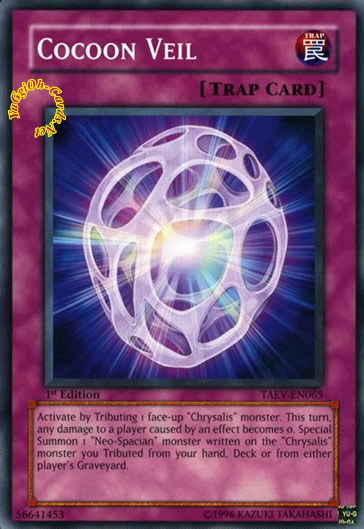 COCOON VEIL
TRAP
罠
[TRAP CARD]
YuGgiOh-Cards.Net
1st Edition
TAEV-EN065
Activate by Tributing 1 face-up "Chrysalis" monster. This turn,
any damage to a player caused by an effect becomes 0. Special
Summon 1 "Neo-Spacian" monster written on the "Chrysalis"
monster you Tributed from your hand, Deck or from either
player's Graveyard.
56641453
©1996 KAZUKI TAKAHASHI